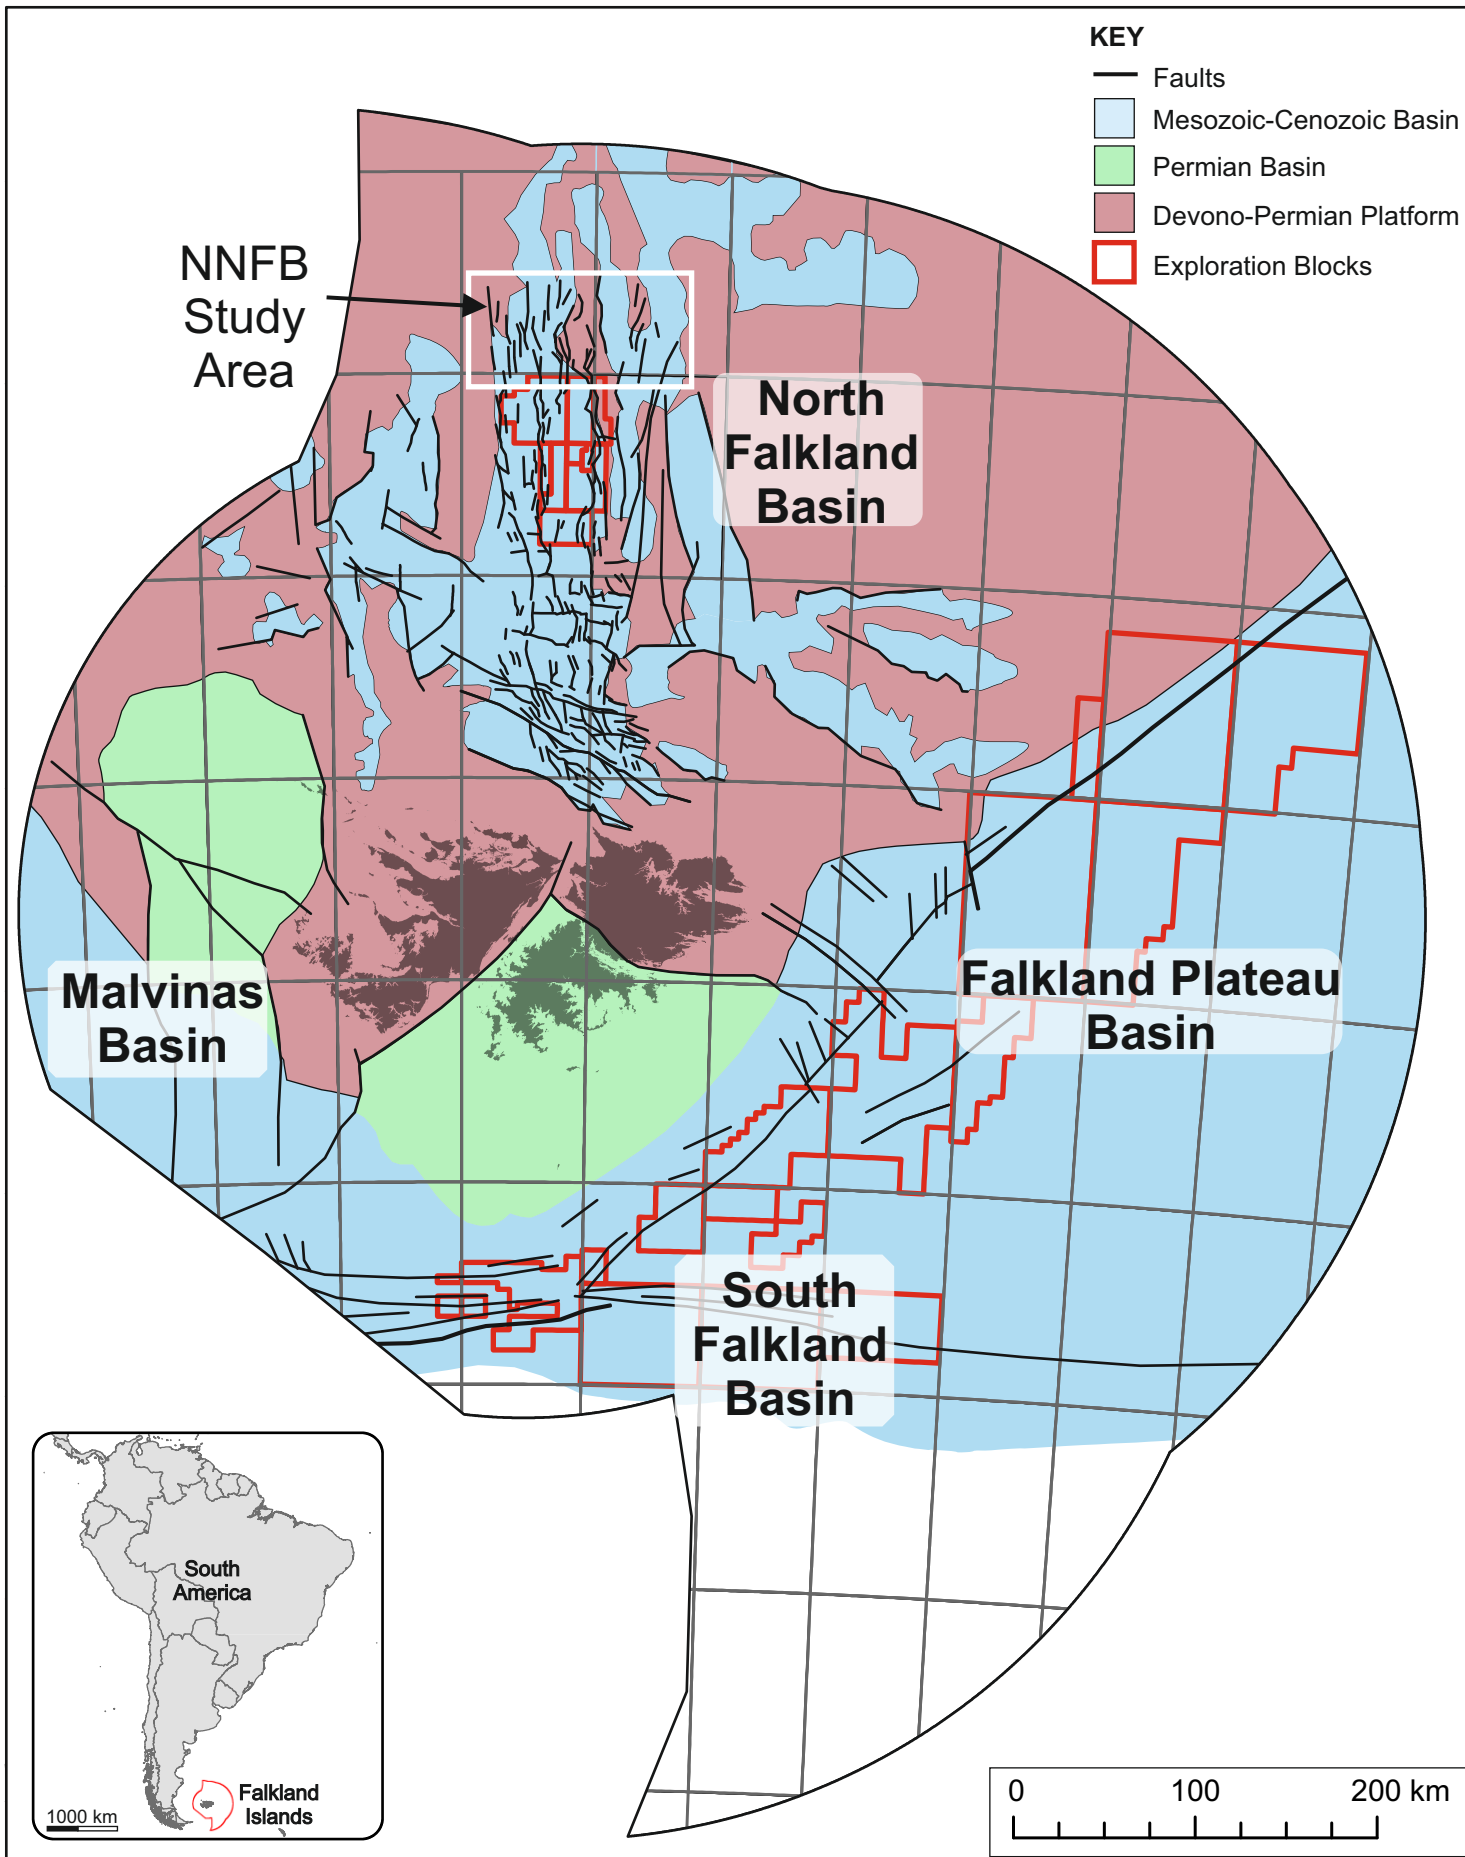 KEY
Faults
Mesozoic-Cenozoic Basin
Permian Basin
Devono-Permian Platform
Exploration Blocks
NNFB
Study
Area
North
Falkland
Basin
Malvinas
Basin
Falkland Plateau
Basin
South
Falkland
Basin
South
America
Falkland
Islands
1000 km
0 100 200 km